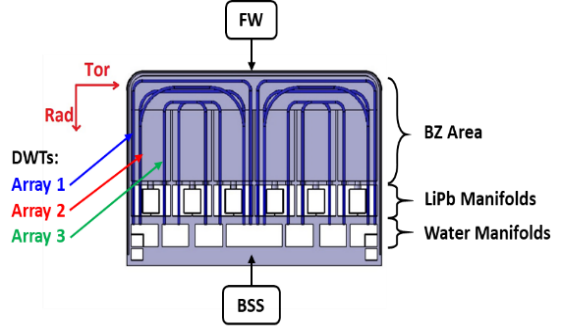 FW
Tor
Rad
DWTs:
Array 1
Array 2
Array 3
BZ Area
LiPb Manifolds
Water Manifolds
BSS